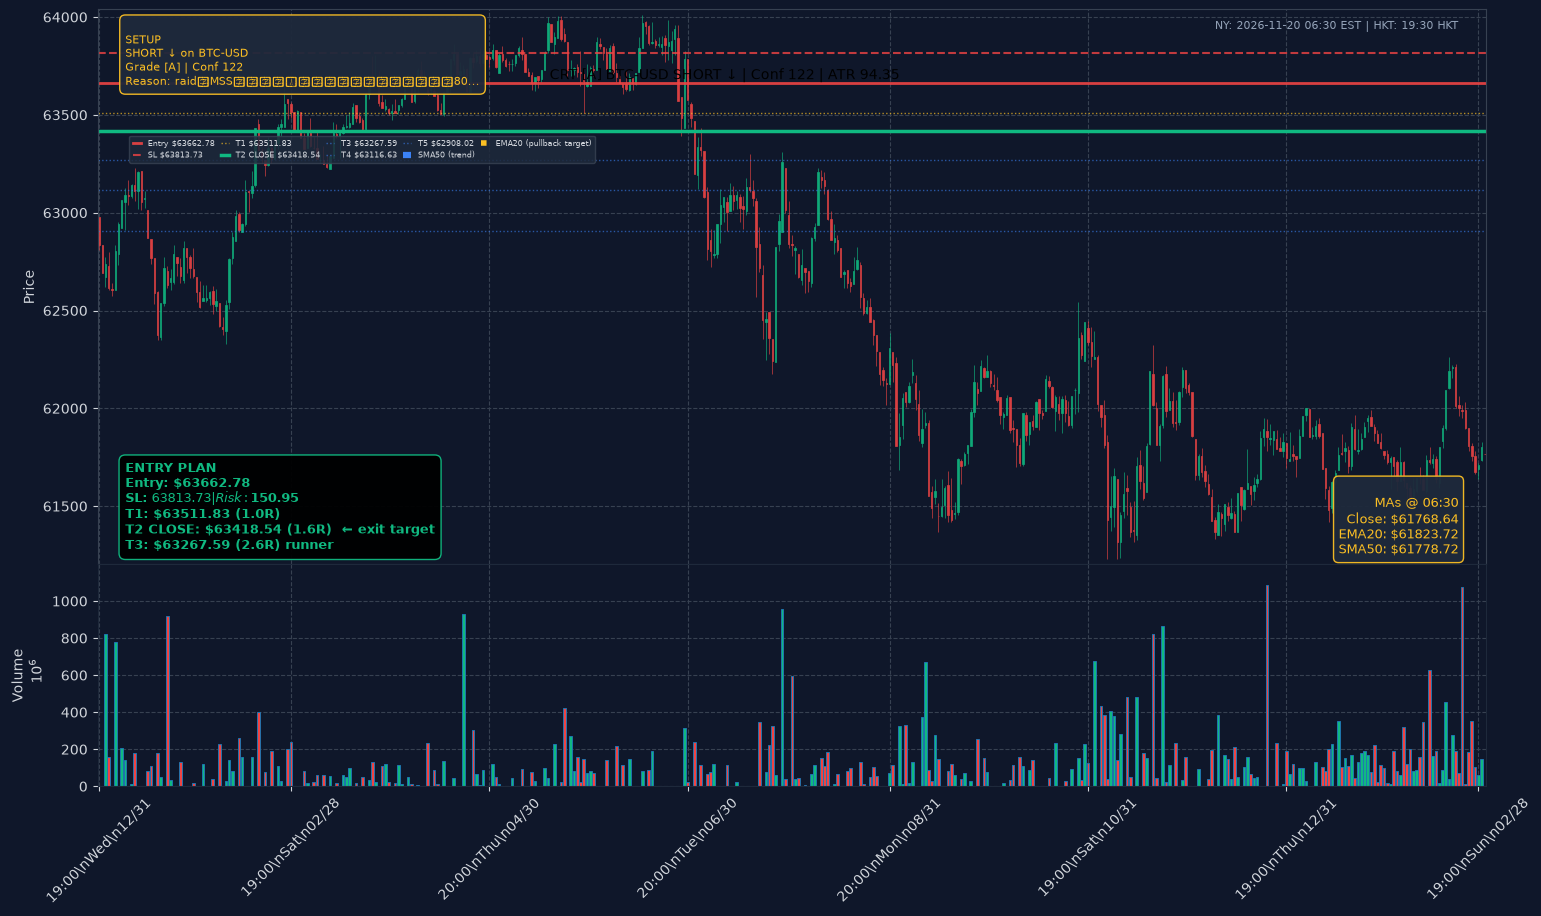 NY: 2026-11-20 06:30 EST | HKT: 19:30 HKT
SETUP
SHORT ↓ on BTC-USD
Grade [A] | Conf 122
Reason: raid MSS 80...
BTC-USD SHORT ↓ | Conf 122 | ATR 94.35
Entry $63662.78
SL $63813.73
T1 $63511.83
T2 CLOSE $63418.54
T3 $63267.59
T4 $63116.63
T5 $62908.02
SMA50 (trend)
EMA20 (pullback target)
Price
64000
63500
63000
62500
62000
61500
ENTRY PLAN
Entry: $63662.78
SL: 63813.73|Risk:150.95
T1: $63511.83 (1.0R)
T2 CLOSE: $63418.54 (1.6R) ← exit target
T3: $63267.59 (2.6R) runner
MAs @ 06:30
Close: $61768.64
EMA20: $61823.72
SMA50: $61778.72
Volume
10⁶
1000
800
600
400
200
0
19:00\nWed\n12/31
19:00\nSat\n02/28
20:00\nThu\n04/30
20:00\nTue\n06/30
20:00\nMon\n08/31
19:00\nSat\n10/31
19:00\nThu\n12/31
19:00\nSun\n02/28